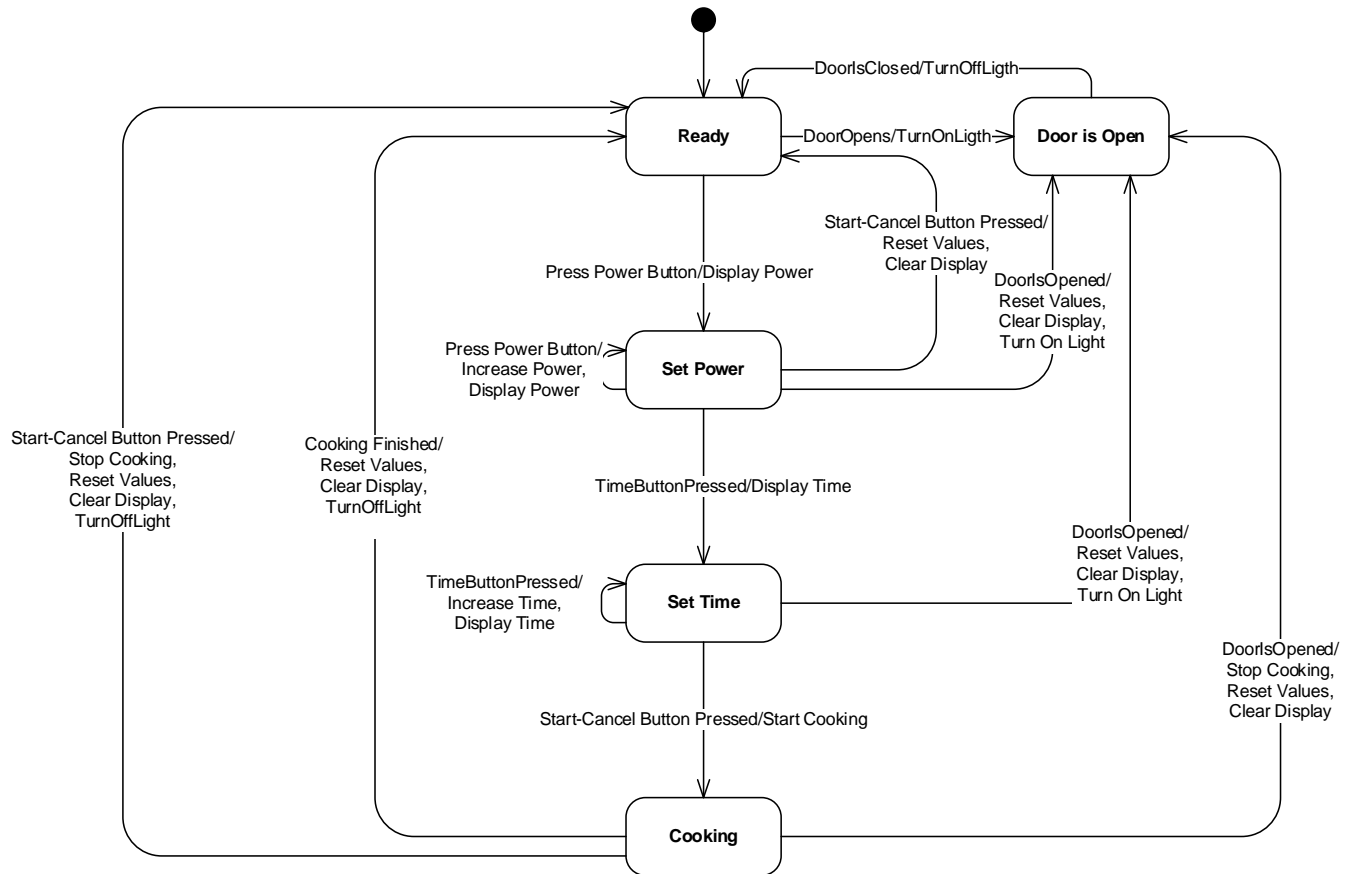 DoorIsClosed/TurnOffLigth
Ready
DoorOpens/TurnOnLigth
Door is Open
Start-Cancel Button Pressed/
Reset Values,
Clear Display
Press Power Button/Display Power
DoorIsOpened/
Reset Values,
Clear Display,
Turn On Light
Press Power Button/
Increase Power,
Display Power
Set Power
Start-Cancel Button Pressed/
Stop Cooking,
Reset Values,
Clear Display,
TurnOffLight
Cooking Finished/
Reset Values,
Clear Display,
TurnOffLight
TimeButtonPressed/Display Time
DoorIsOpened/
Reset Values,
Clear Display,
Turn On Light
TimeButtonPressed/
Increase Time,
Display Time
Set Time
DoorIsOpened/
Stop Cooking,
Reset Values,
Clear Display
Start-Cancel Button Pressed/Start Cooking
Cooking